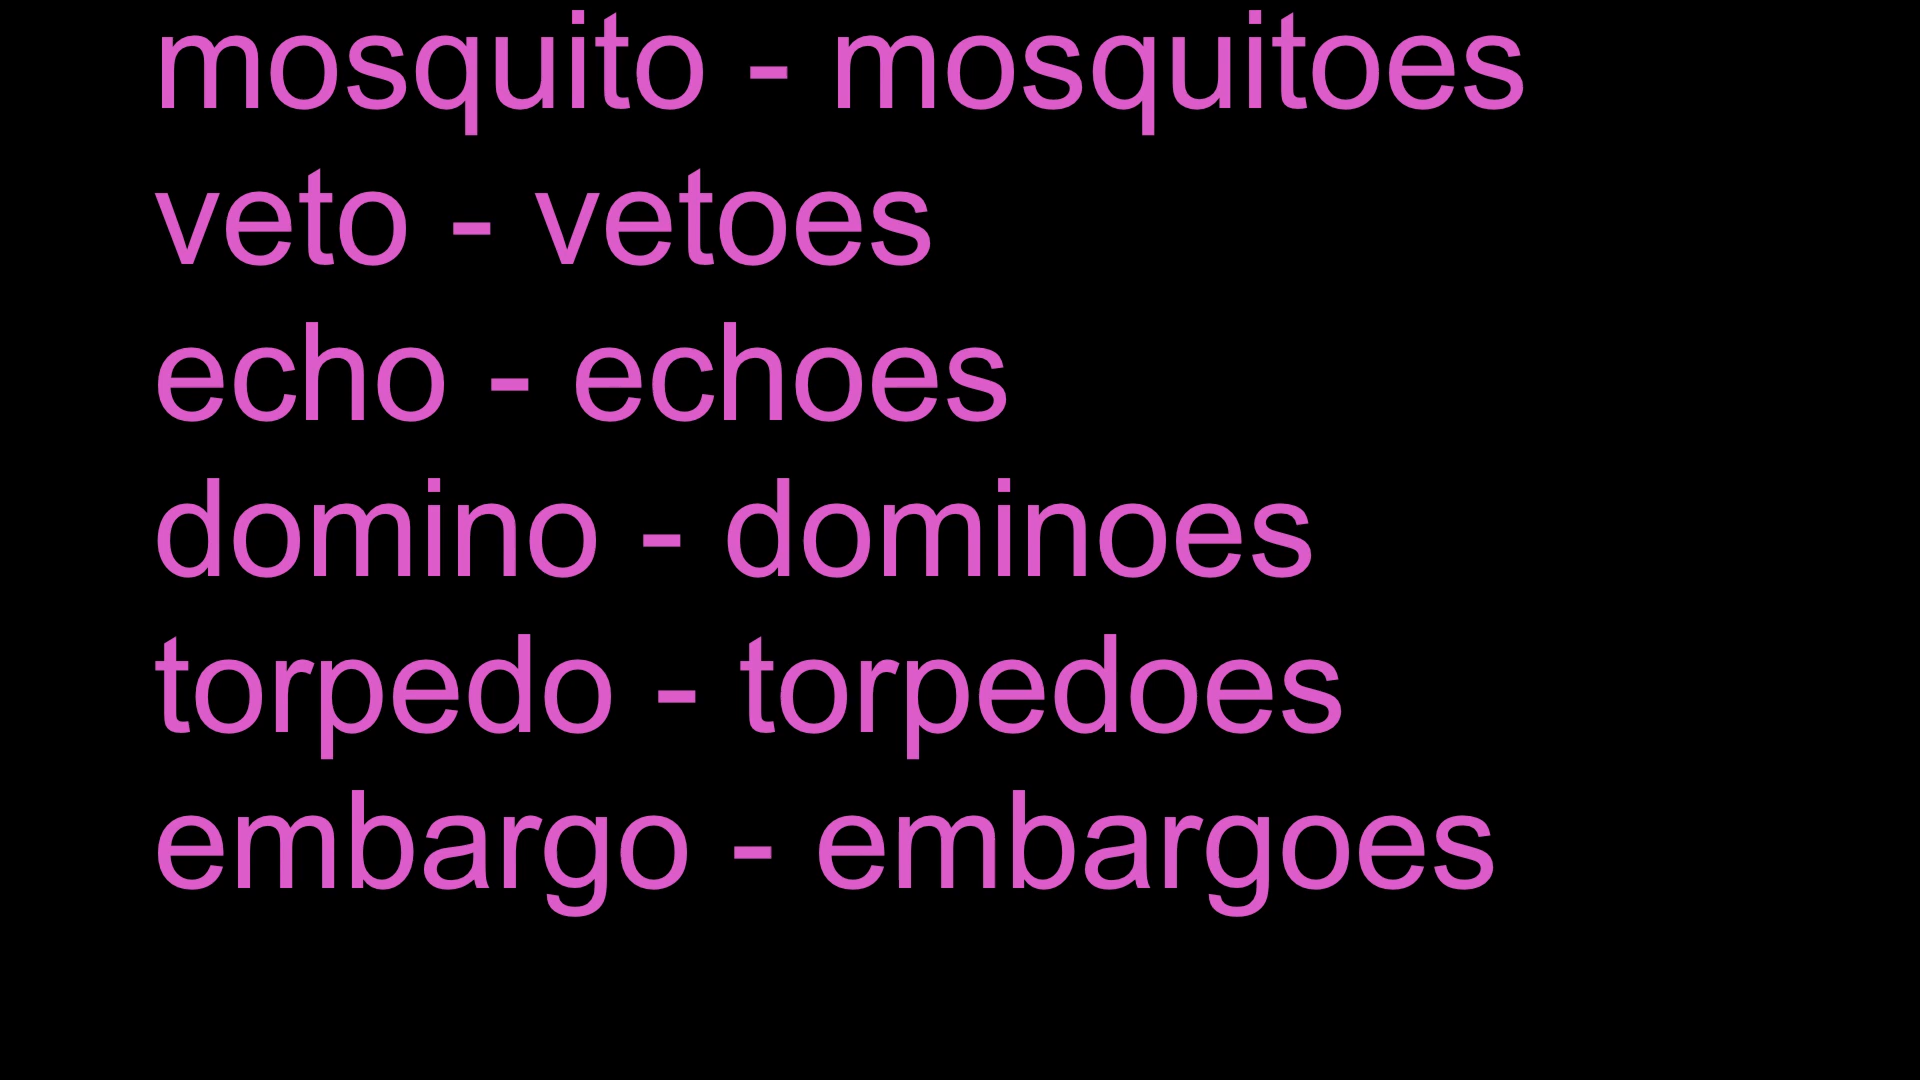 mosquito - mosquitoes
veto - vetoes
echo - echoes
domino - dominoes
torpedo - torpedoes
embargo - embargoes